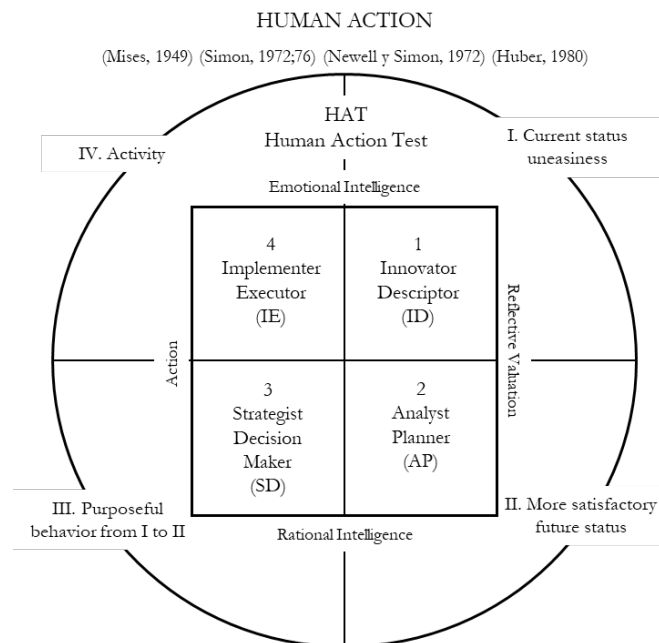 HUMAN ACTION
(Mises, 1949) (Simon, 1972;76) (Newell y Simon, 1972) (Huber, 1980)
HAT
Human Action Test
IV. Activity
I. Current status
uneasiness
Emotional Intelligence
4
Implementer
Executor
(IE)
1
Innovator
Descriptor
(ID)
Action
Reflective Valuation
3
Strategist
Decision
Maker
(SD)
2
Analyst
Planner
(AP)
III. Purposeful
behavior from I to II
II. More satisfactory
future status
Rational Intelligence